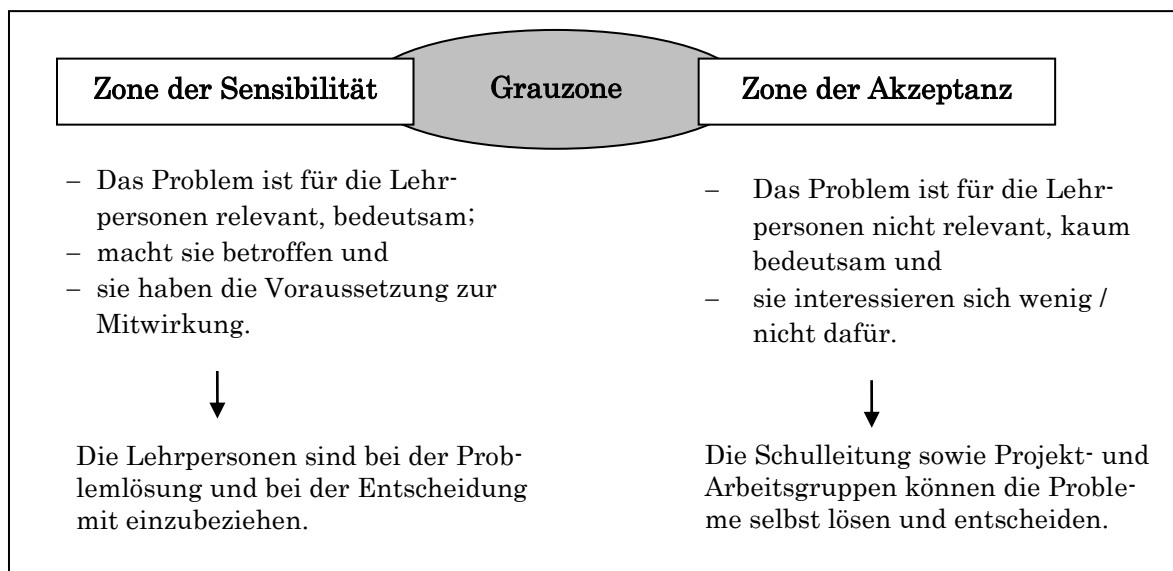 Zone der Sensibilität
Grauzone
Zone der Akzeptanz
– Das Problem ist für die Lehr-
personen relevant, bedeutsam;
– macht sie betroffen und
– sie haben die Voraussetzung zur
Mitwirkung.
Die Lehrpersonen sind bei der Prob-
lemlösung und bei der Entscheidung
mit einzubeziehen.
– Das Problem ist für die Lehr-
personen nicht relevant, kaum
bedeutsam und
– sie interessieren sich wenig /
nicht dafür.
Die Schulleitung sowie Projekt- und
Arbeitsgruppen können die Proble-
me selbst lösen und entscheiden.